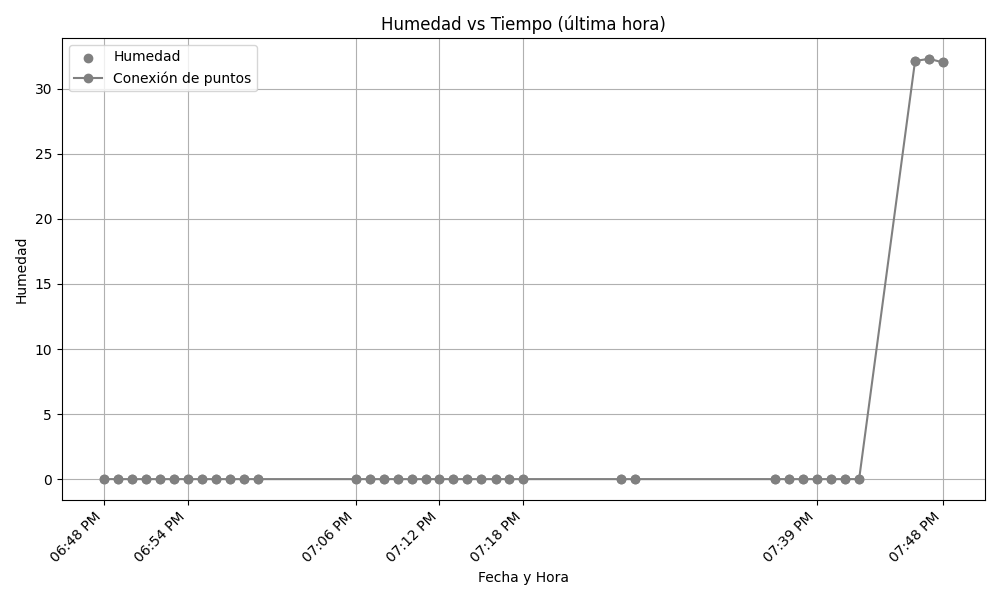 Humedad vs Tiempo (última hora)
Humedad
Conexión de puntos
Humedad
30
25
20
15
10
5
0
06:48 PM
06:54 PM
07:06 PM
07:12 PM
07:18 PM
07:39 PM
07:48 PM
Fecha y Hora